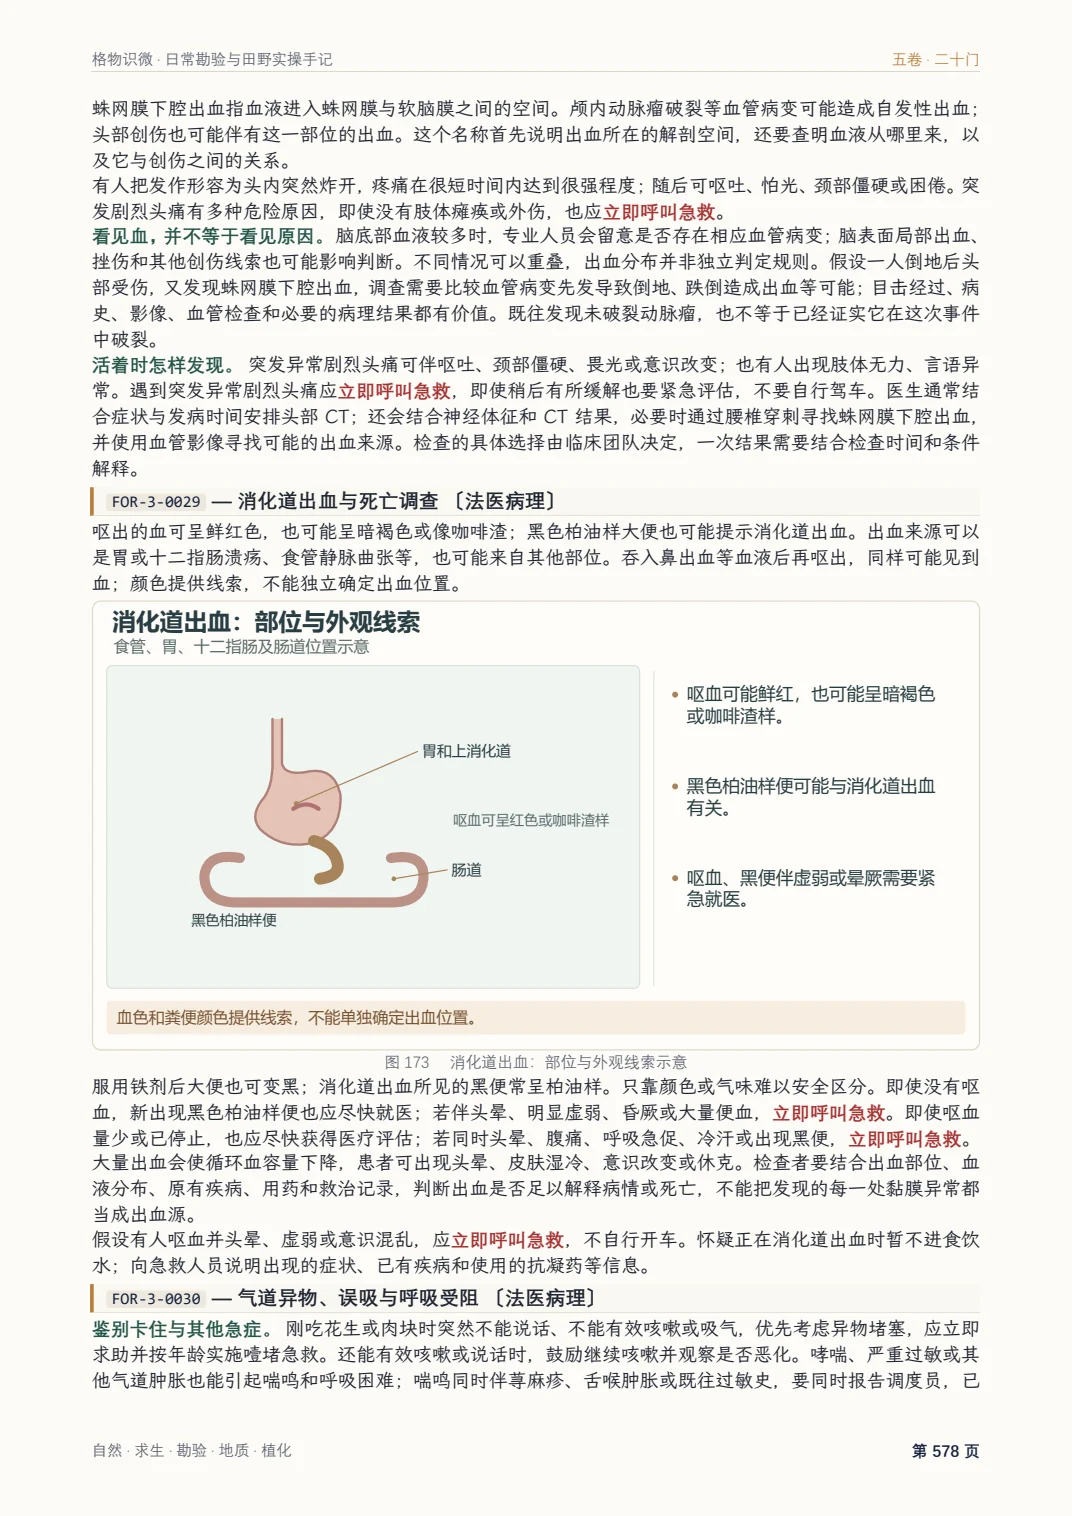 格物识微 · 日常勘验与田野实操手记
五卷 · 二十门
蛛网膜下腔出血指血液进入蛛网膜与软脑膜之间的空间。颅内动脉瘤破裂等血管病变可能造成自发性出血；
头部创伤也可能伴有这一部位的出血。这个名称首先说明出血所在的解剖空间，还要查明血液从哪里来，以
及它与创伤之间的关系。
有人把发作形容为头内突然炸开，疼痛在很短时间内达到很强程度；随后可呕吐、怕光、颈部僵硬或困倦。突
发剧烈头痛有多种危险原因，即使没有肢体瘫痪或外伤，也应立即呼叫急救。
看见血，并不等于看见原因。脑底部血液较多时，专业人员会留意是否存在相应血管病变；脑表面局部出血、
挫伤和其他创伤线索也可能影响判断。不同情况可以重叠，出血分布并非独立判定规则。假设一人倒地后头
部受伤，又发现蛛网膜下腔出血，调查需要比较血管病变先发导致倒地、跌倒造成出血等可能；目击经过、病
史、影像、血管检查和必要的病理结果都有价值。既往发现未破裂动脉瘤，也不等于已经证实它在这次事件
中破裂。
活着时怎样发现。 突发异常剧烈头痛可伴呕吐、颈部僵硬、畏光或意识改变；也有人出现肢体无力、言语异
常。遇到突发异常剧烈头痛应立即呼叫急救，即使稍后有所缓解也要紧急评估，不要自行驾车。医生通常结
合症状与发病时间安排头部 CT；还会结合神经体征和 CT 结果，必要时通过腰椎穿刺寻找蛛网膜下腔出血，
并使用血管影像寻找可能的出血来源。检查的具体选择由临床团队决定，一次结果需要结合检查时间和条件
解释。
FOR-3-0029 — 消化道出血与死亡调查 〔法医病理〕
呕出的血可呈鲜红色，也可能呈暗褐色或像咖啡渣；黑色柏油样大便也可能提示消化道出血。出血来源可以
是胃或十二指肠溃疡、食管静脉曲张等，也可能来自其他部位。吞入鼻出血等血液后再呕出，同样可能见到
血；颜色提供线索，不能独立确定出血位置。
消化道出血：部位与外观线索
食管、胃、十二指肠及肠道位置示意
胃和上消化道
呕血可呈红色或咖啡渣样
肠道
黑色柏油样便
• 呕血可能鲜红，也可能呈暗褐色
或咖啡渣样。
• 黑色柏油样便可能与消化道出血
有关。
• 呕血、黑便伴虚弱或晕厥需要紧
急就医。
血色和粪便颜色提供线索，不能单独确定出血位置。
图 173 消化道出血：部位与外观线索示意
服用铁剂后大便也可变黑；消化道出血所见的黑便常呈柏油样。只靠颜色或气味难以安全区分。即使没有呕
血，新出现黑色柏油样便也应尽快就医；若伴头晕、明显虚弱、昏厥或大量便血，立即呼叫急救。即使呕血
量少或已停止，也应尽快获得医疗评估；若同时头晕、腹痛、呼吸急促、冷汗或出现黑便，立即呼叫急救。
大量出血会使循环血容量下降，患者可出现头晕、皮肤湿冷、意识改变或休克。检查者要结合出血部位、血
液分布、原有疾病、用药和救治记录，判断出血是否足以解释病情或死亡，不能把发现的每一处黏膜异常都
当成出血源。
假设有人呕血并头晕、虚弱或意识混乱，应立即呼叫急救，不自行开车。怀疑正在消化道出血时暂不进食饮
水；向急救人员说明出现的症状、已有疾病和使用的抗凝药等信息。
FOR-3-0030 — 气道异物、误吸与呼吸受阻 〔法医病理〕
鉴别卡住与其他急症。 刚吃花生或肉块时突然不能说话、不能有效咳嗽或吸气，优先考虑异物堵塞，应立即
求助并按年龄实施噎堵急救。还能有效咳嗽或说话时，鼓励继续咳嗽并观察是否恶化。哮喘、严重过敏或其
他气道肿胀也能引起喘鸣和呼吸困难；喘鸣同时伴荨麻疹、舌喉肿胀或既往过敏史，要同时报告调度员，已
自然 · 求生 · 勘验 · 地质 · 植化
第 578 页